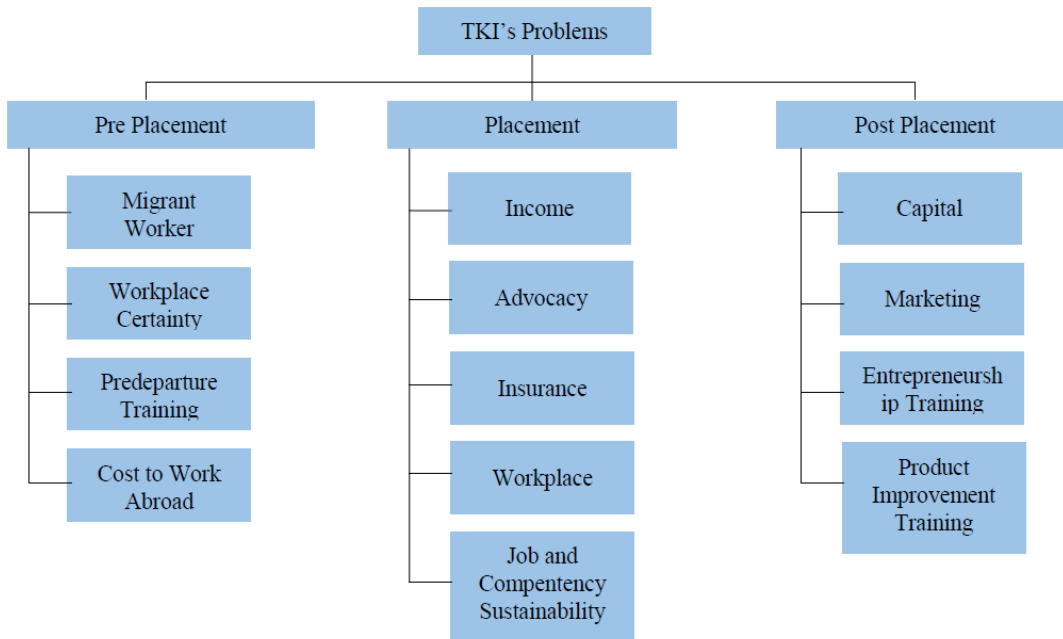 TKI's Problems
Pre Placement
Migrant
Worker
Workplace
Certainty
Predeparture
Training
Cost to Work
Abroad
Placement
Income
Advocacy
Insurance
Workplace
Job and
Compentency
Sustainability
Post Placement
Capital
Marketing
Entrepreneursh
ip Training
Product
Improvement
Training